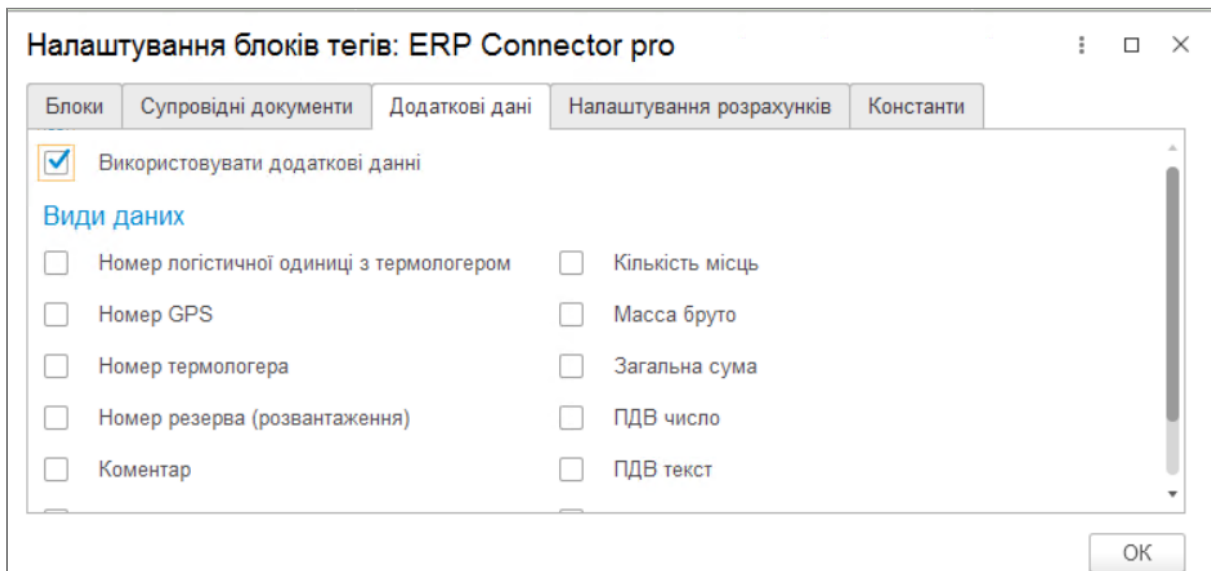 Налаштування блоків тегів: ERP Connector pro
Блоки Супровідні документи Додаткові дані Налаштування розрахунків Константи
Використовувати додаткові данні
Види даних
Номер логістичної одиниці з термологером Кількість місць
Номер GPS Масса бруто
Номер термологера Загальна сума
Номер резерва (розвантаження) ПДВ число
Коментар ПДВ текст
ОК